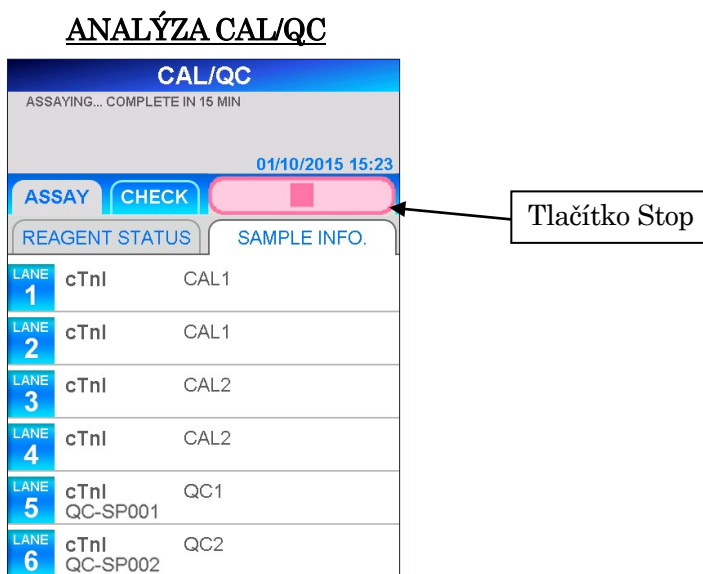 ANALÝZA CAL/QC
CAL/QC
ASSAYING... COMPLETE IN 15 MIN
01/10/2015 15:23
ASSAY CHECK
Tlačítko Stop
REAGENT STATUS SAMPLE INFO.
LANE 1 cTnI CAL1
LANE 2 cTnI CAL1
LANE 3 cTnI CAL2
LANE 4 cTnI CAL2
LANE 5 cTnI QC1
QC-SP001
LANE 6 cTnI QC2
QC-SP002